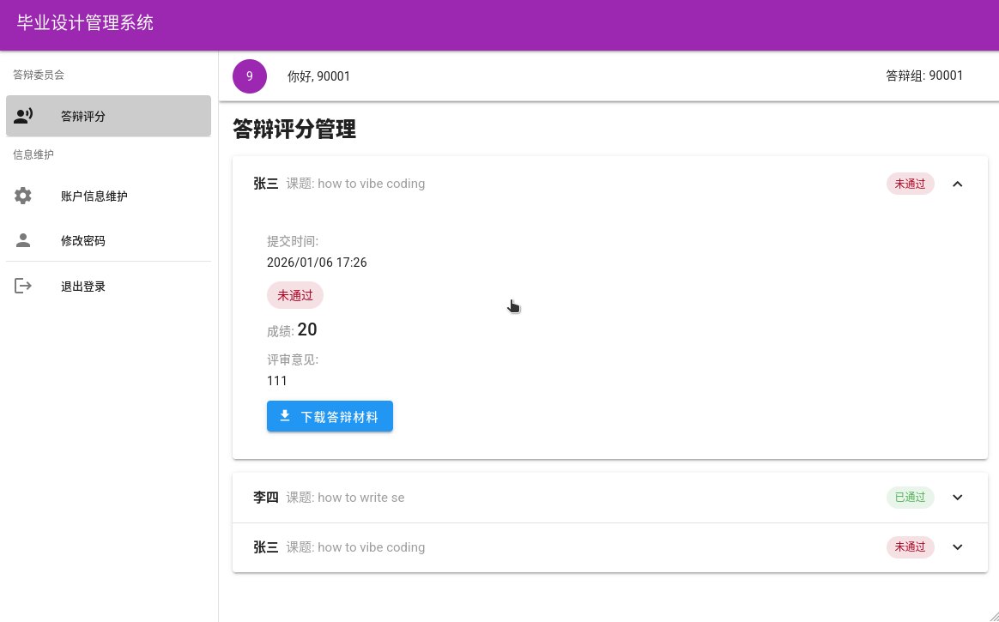 毕业设计管理系统
答辩委员会
答辩评分
信息维护
账户信息维护
修改密码
退出登录
9 你好, 90001 答辩组: 90001
答辩评分管理
张三 课题: how to vibe coding 未通过
提交时间:
2026/01/06 17:26
未通过
成绩: 20
评审意见:
111
下载答辩材料
李四 课题: how to write se 已通过
张三 课题: how to vibe coding 未通过